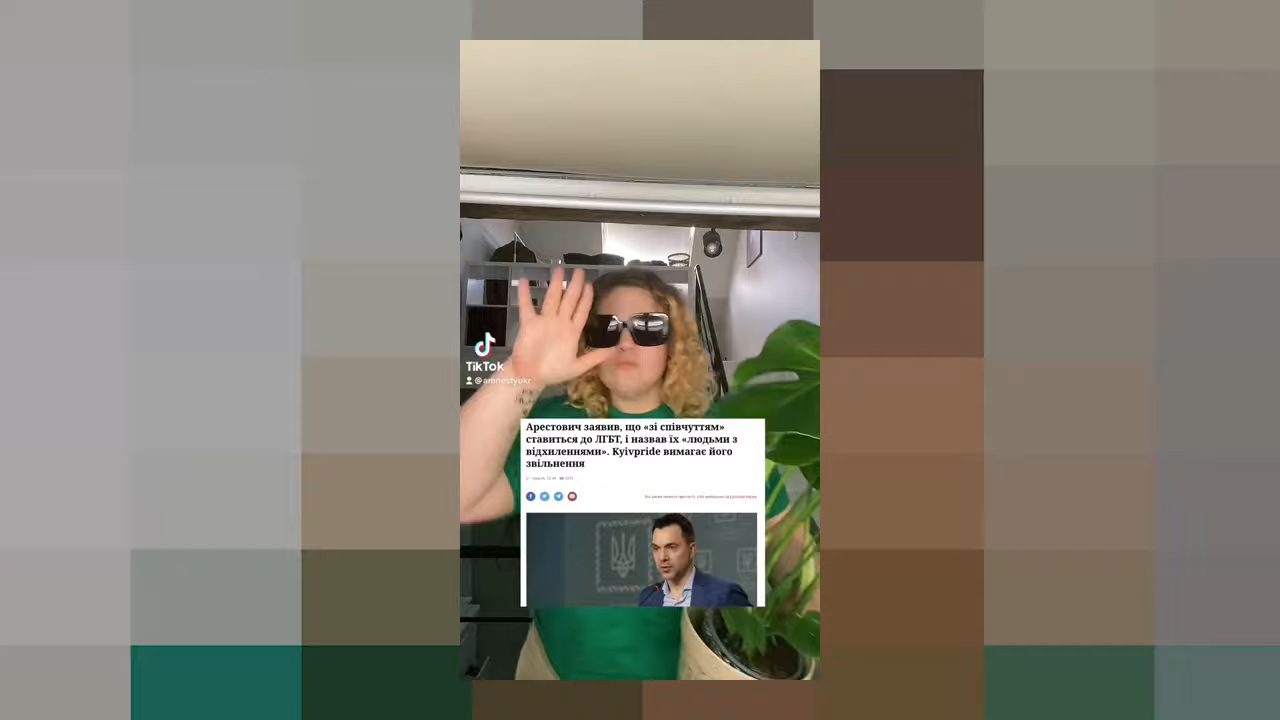 TikTok
@amnestyukr
Арестович заявив, що «зі співчуттям»
ставиться до ЛГБТ, і назвав їх «людьми з
відхиленнями». Kyivpride вимагає його
звільнення